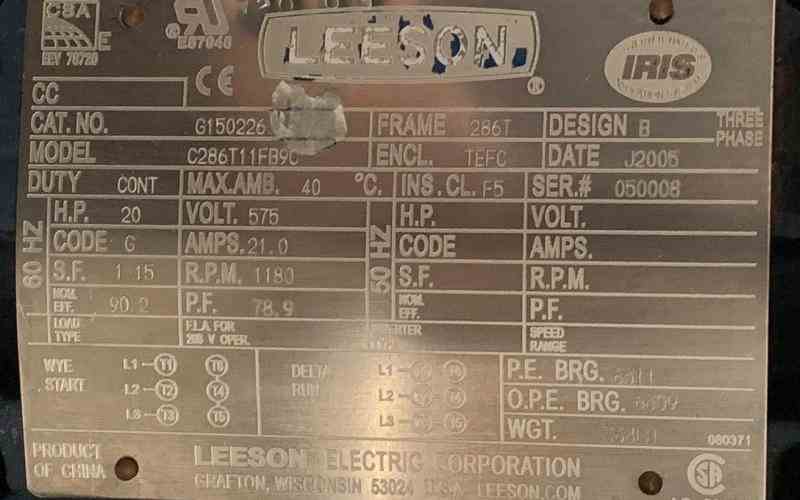 CSA
E
EEV 78720
E67048
CE
LEESON
IRIS
CC
CAT. NO. G150226 FRAME 286T DESIGN B THREE PHASE
MODEL C286T11FB9C ENCL. TEFC DATE J2005
DUTY CONT MAX.AMB. 40 °C. INS.CL. F5 SER.# 050008
60 HZ
H.P. 20 VOLT. 575
CODE G AMPS. 21.0
S.F. 1 15 R.P.M. 1180
NOM. EFF. 90.2 P.F. 78.9
50 HZ
H.P. VOLT.
CODE AMPS.
S.F. R.P.M.
NOM. EFF. P.F.
LOAD TYPE F.L.A FOR 208 V OPER. SPEED RANGE
WYE START
L1 T1 T6
L2 T2 T4
L3 T3 T5
DELTA RUN
L1
L2
L3
P.E. BRG.
O.P.E. BRG.
WGT.
080371
PRODUCT OF CHINA
LEESON ELECTRIC CORPORATION
GRAFTON, WISCONSIN 53024 LEESON.COM